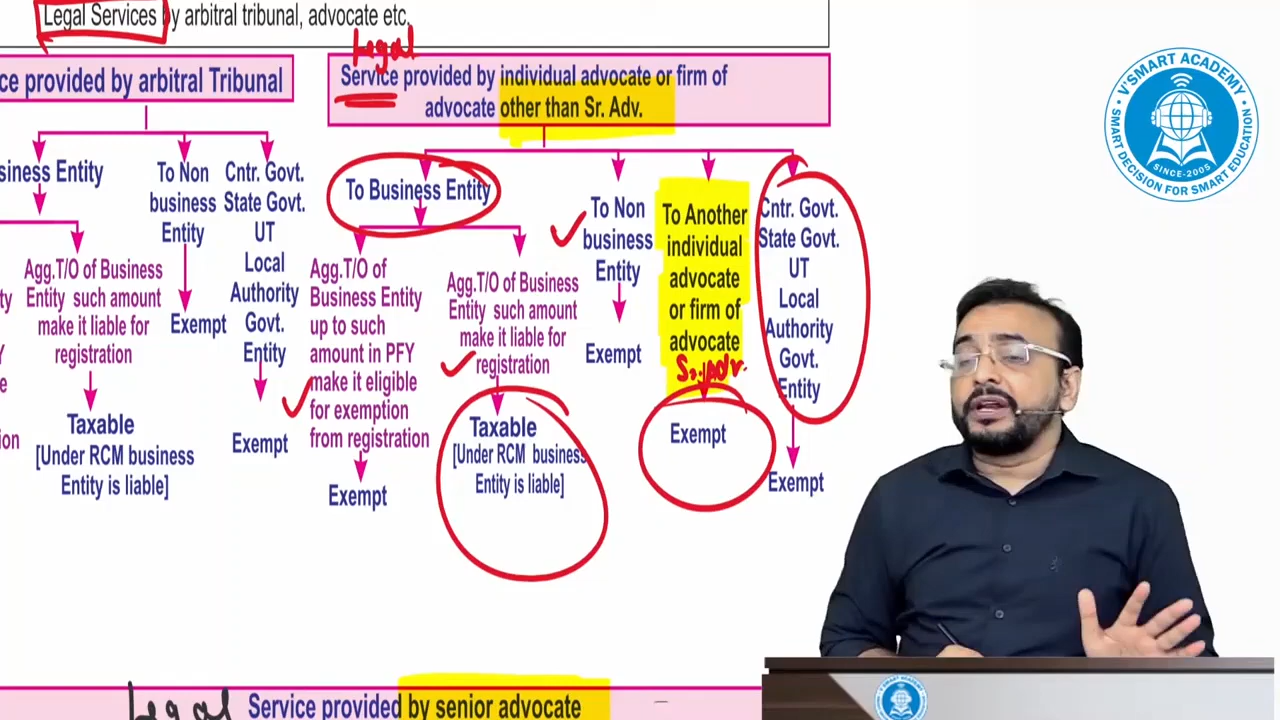 Legal Services by arbitral tribunal, advocate etc.
Legal
ce provided by arbitral Tribunal
Service provided by individual advocate or firm of
advocate other than Sr. Adv.
siness Entity
To Non
business
Entity
Cntr. Govt.
State Govt.
UT
Local
Authority
Govt.
Entity
Agg.T/O of Business
Entity such amount
make it liable for
registration
Exempt
Taxable
[Under RCM business
Entity is liable]
Exempt
To Business Entity
Agg.T/O of
Business Entity
up to such
amount in PFY
make it eligible
for exemption
from registration
Exempt
Agg.T/O of Business
Entity such amount
make it liable for
registration
Taxable
[Under RCM business
Entity is liable]
To Non
business
Entity
Exempt
To Another
individual
advocate
or firm of
advocate
Sr. Adv.
Exempt
Cntr. Govt.
State Govt.
UT
Local
Authority
Govt.
Entity
Exempt
Legal Service provided by senior advocate
V'SMART ACADEMY
SMART DECISION FOR SMART EDUCATION
SINCE-2005